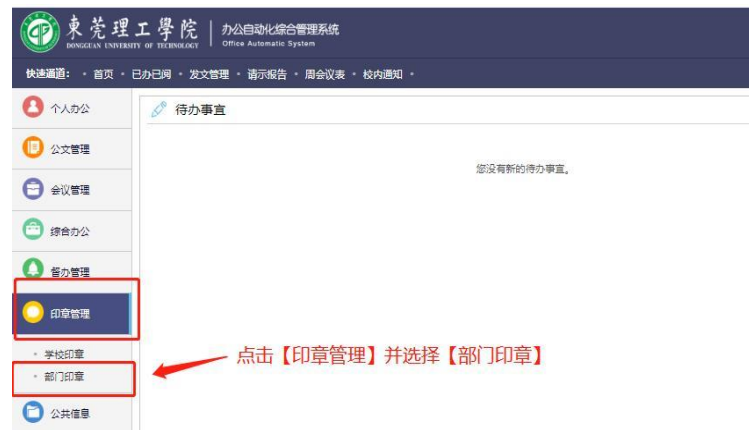 東莞理工學院
DONGGUAN UNIVERSITY OF TECHNOLOGY
办公自动化综合管理系统
Office Automatic System
快速通道： · 首页 · 已办已阅 · 发文管理 · 请示报告 · 周会议表 · 校内通知 ·
个人办公
待办事宜
公文管理
您没有新的待办事宜。
会议管理
综合办公
督办管理
印章管理
学校印章
点击【印章管理】并选择【部门印章】
部门印章
公共信息